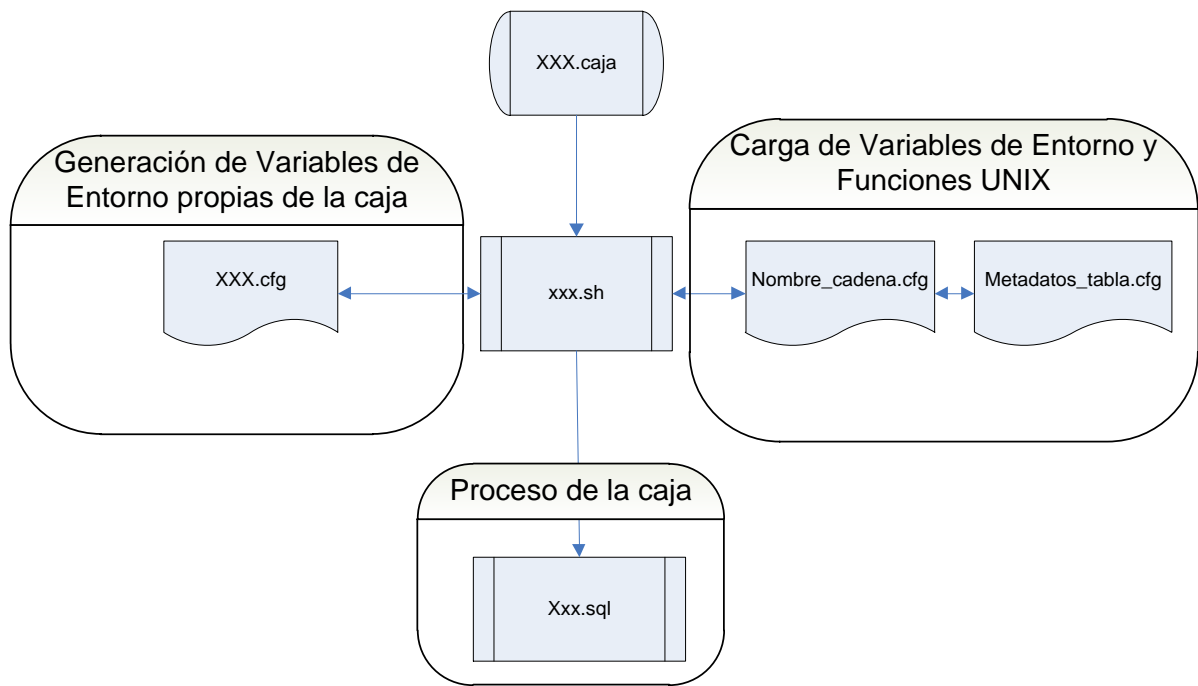 XXX.caja
Generación de Variables de
Entorno propias de la caja
Carga de Variables de Entorno y
Funciones UNIX
XXX.cfg
xxx.sh
Nombre_cadena.cfg
Metadatos_tabla.cfg
Proceso de la caja
Xxx.sql